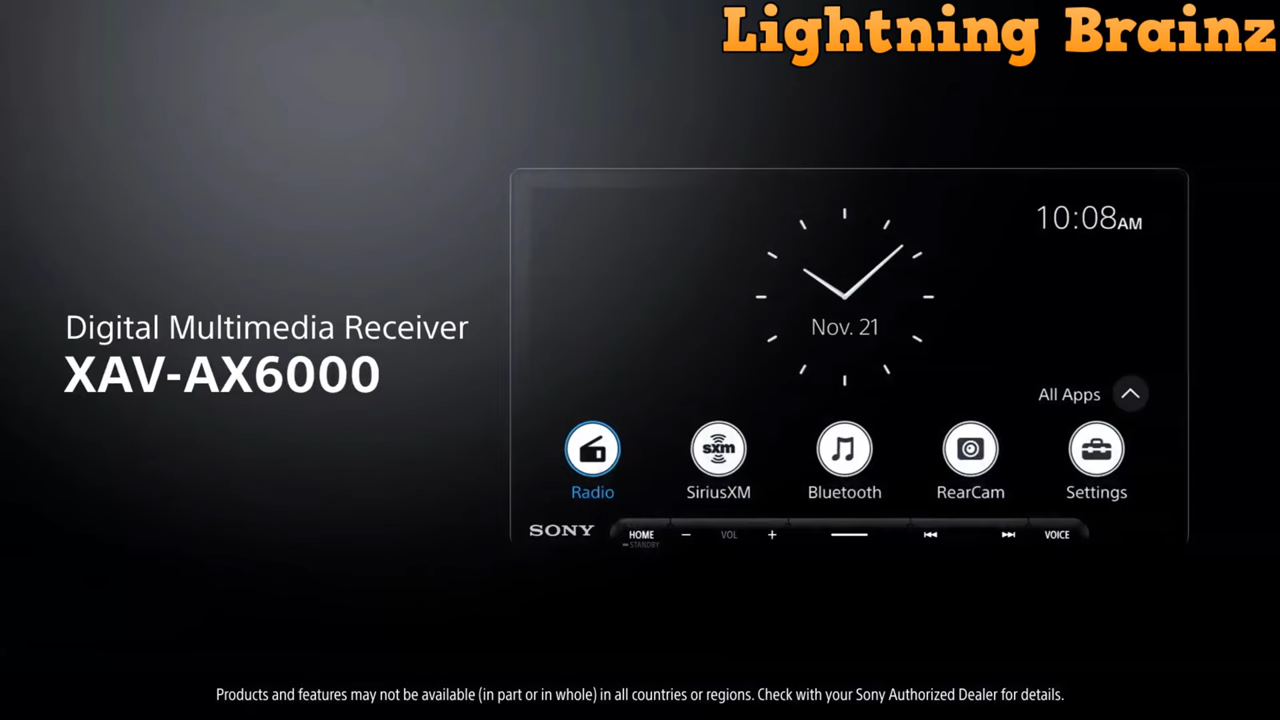 Lightning Brainz
10:08AM
Digital Multimedia Receiver
XAV-AX6000
Nov. 21
All Apps
sxm
Radio SiriusXM Bluetooth RearCam Settings
SONY HOME − VOL + VOICE
STANDBY
Products and features may not be available (in part or in whole) in all countries or regions. Check with your Sony Authorized Dealer for details.